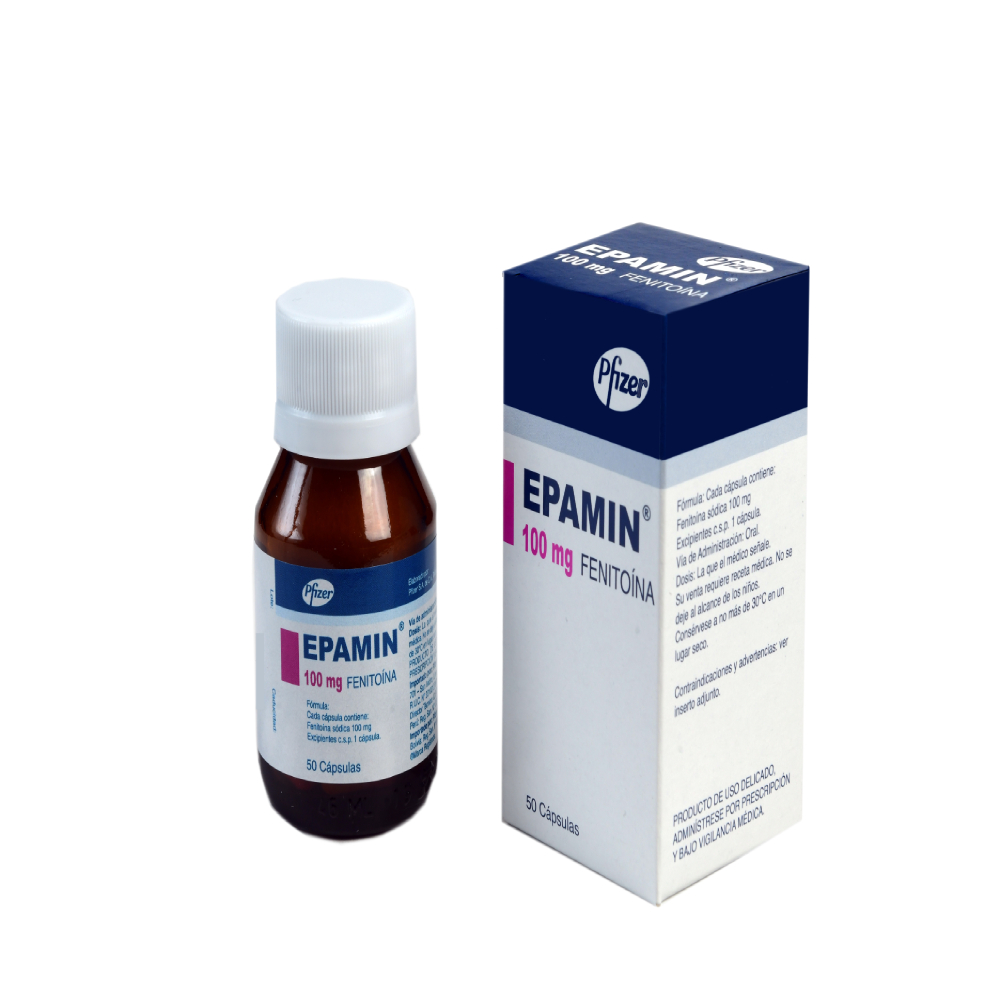 Pfizer
EPAMIN®
100 mg FENITOÍNA
Fórmula:
Cada cápsula contiene:
Fenitoína sódica 100 mg
Excipientes c.s.p. 1 cápsula.
50 Cápsulas
Lote:
EPAMIN®
Pfizer
100 mg FENITOÍNA
Pfizer
EPAMIN®
100 mg FENITOÍNA
50 Cápsulas
Fórmula: Cada cápsula contiene:
Fenitoína sódica 100 mg
Excipientes c.s.p. 1 cápsula.
Vía de Administración: Oral.
Dosis: La que el médico señale.
Su venta requiere receta médica. No se
deje al alcance de los niños.
Consérvese a no más de 30°C en un
lugar seco.
Contraindicaciones y advertencias: ver
inserto adjunto.
PRODUCTO DE USO DELICADO,
ADMINÍSTRESE POR PRESCRIPCIÓN
Y BAJO VIGILANCIA MÉDICA.